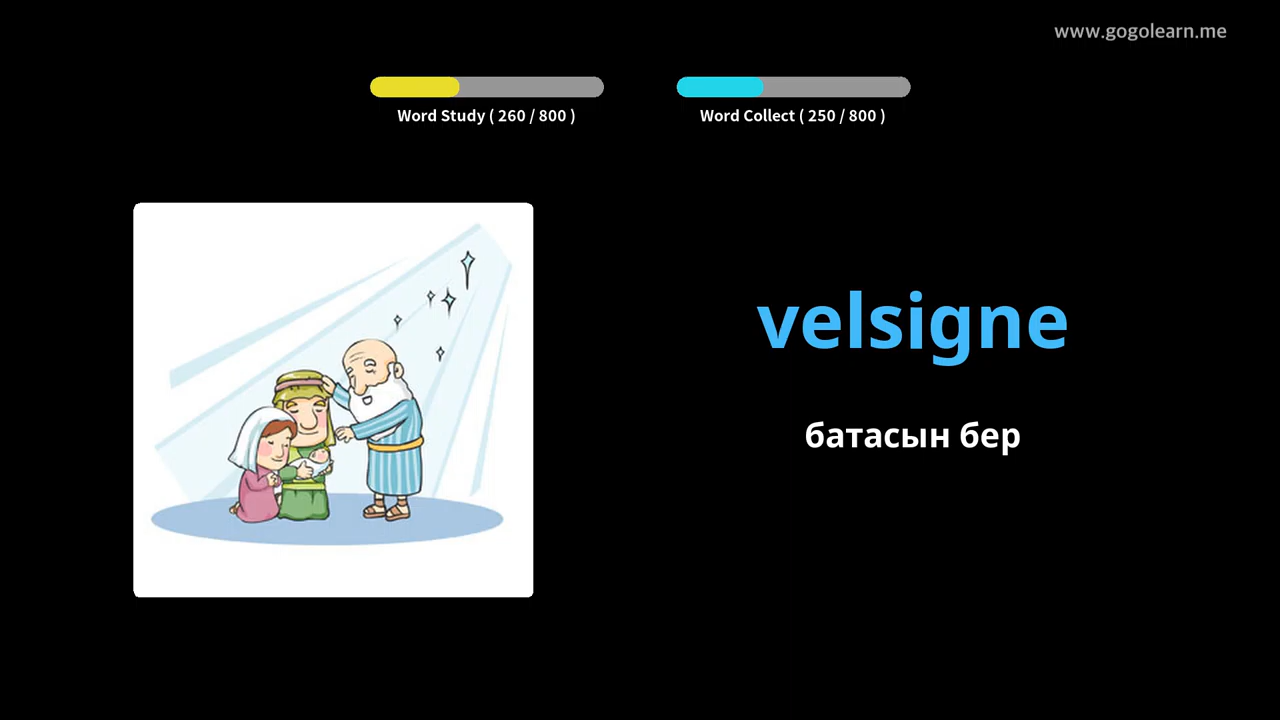 www.gogolearn.me
Word Study ( 260 / 800 )
Word Collect ( 250 / 800 )
velsigne
батасын бер